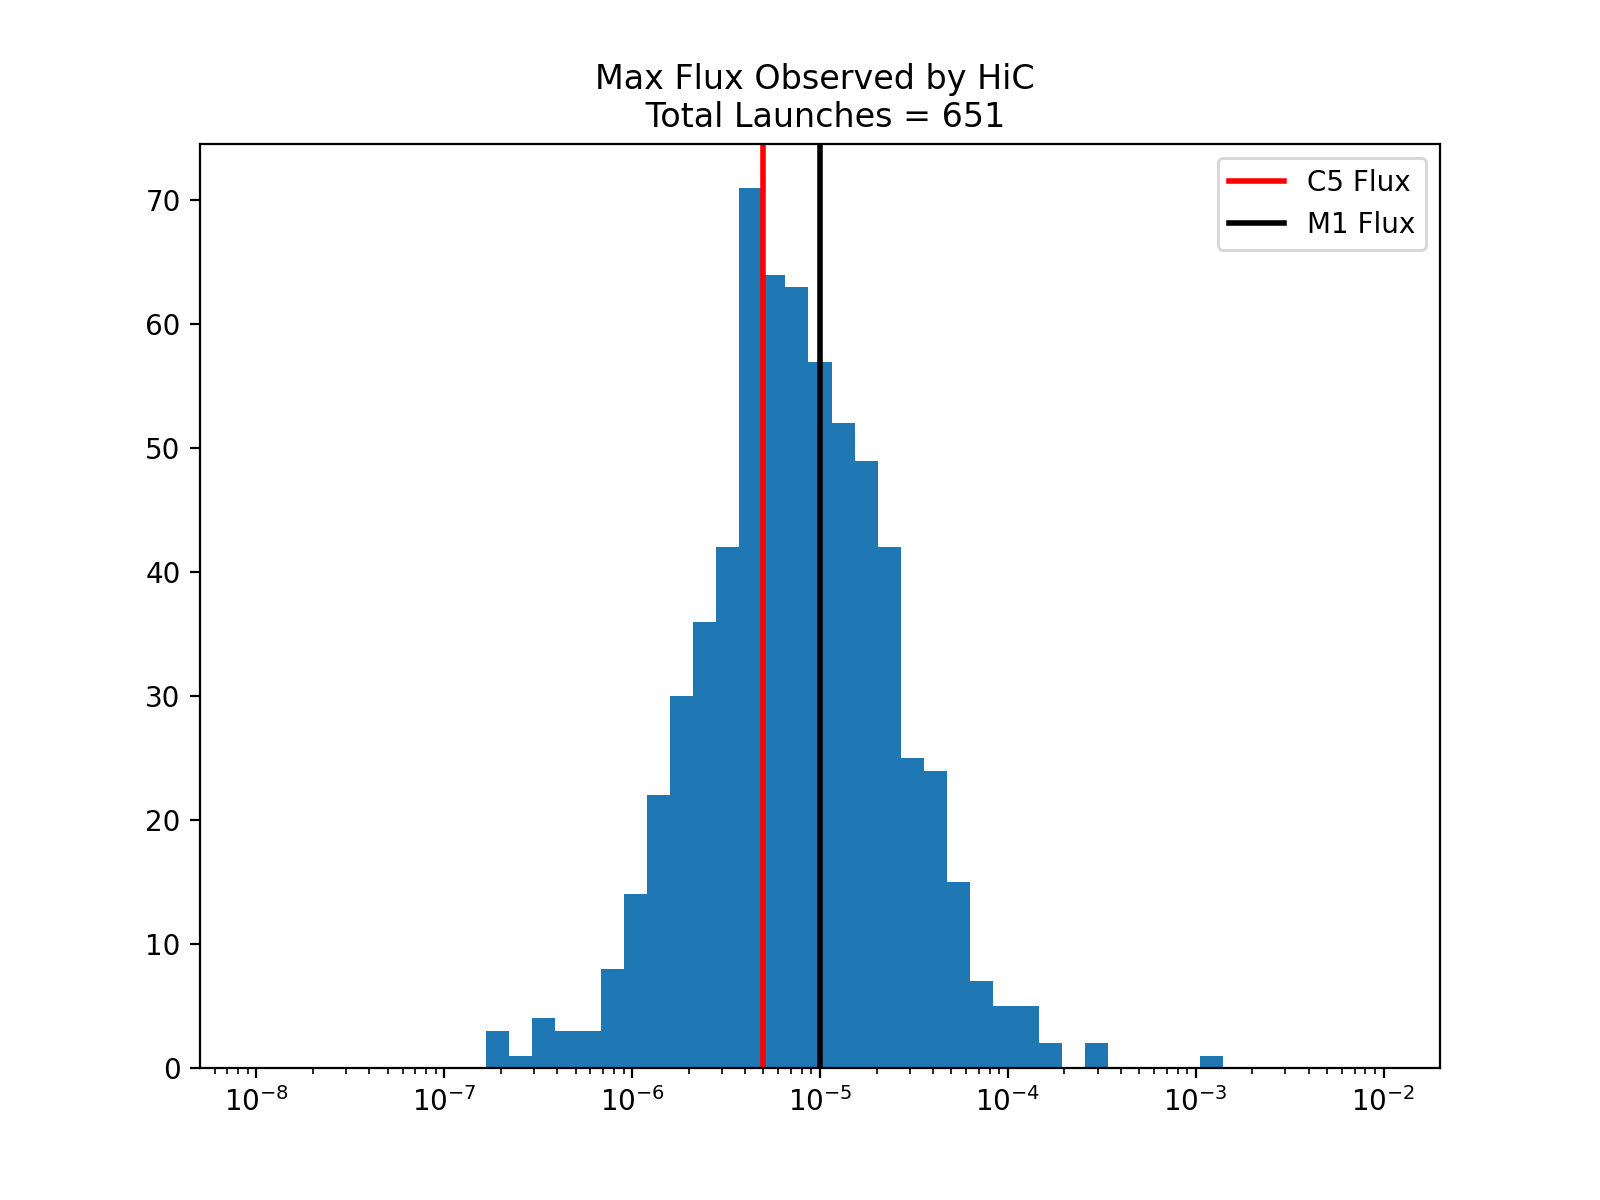 Max Flux Observed by HiC
Total Launches = 651
C5 Flux
M1 Flux
70
60
50
40
30
20
10
0
10⁻⁸ 10⁻⁷ 10⁻⁶ 10⁻⁵ 10⁻⁴ 10⁻³ 10⁻²